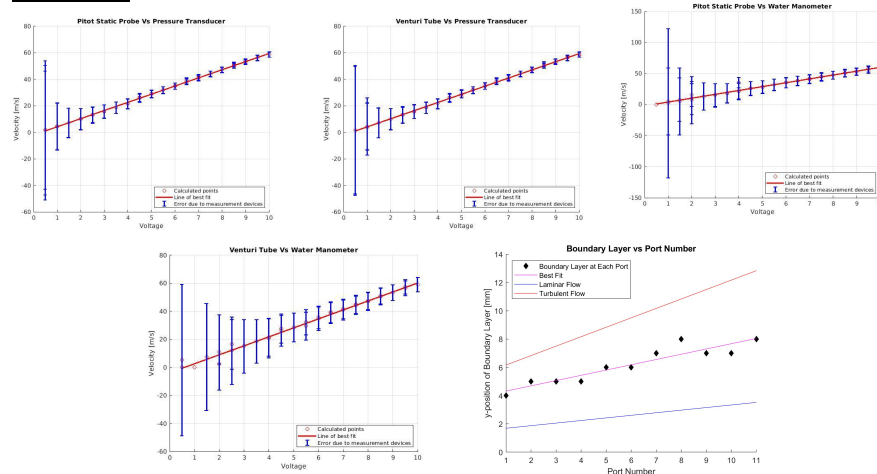 Pitot Static Probe Vs Pressure Transducer
80
60
40
20
0
-20
-40
-60
Velocity [m/s]
0 1 2 3 4 5 6 7 8 9 10
Voltage
Calculated points
Line of best fit
Error due to measurement devices
Venturi Tube Vs Pressure Transducer
80
60
40
20
0
-20
-40
-60
Velocity [m/s]
0 1 2 3 4 5 6 7 8 9 10
Voltage
Calculated points
Line of best fit
Error due to measurement devices
Pitot Static Probe Vs Water Manometer
150
100
50
0
-50
-100
-150
Velocity [m/s]
0 1 2 3 4 5 6 7 8 9
Voltage
Calculated points
Line of best fit
Error due to measurement devices
Venturi Tube Vs Water Manometer
80
60
40
20
0
-20
-40
-60
Velocity [m/s]
0 1 2 3 4 5 6 7 8 9 10
Voltage
Calculated points
Line of best fit
Error due to measurement devices
Boundary Layer vs Port Number
14
12
10
8
6
4
2
0
y-position of Boundary Layer [mm]
1 2 3 4 5 6 7 8 9 10 11
Port Number
Boundary Layer at Each Port
Best Fit
Laminar Flow
Turbulent Flow